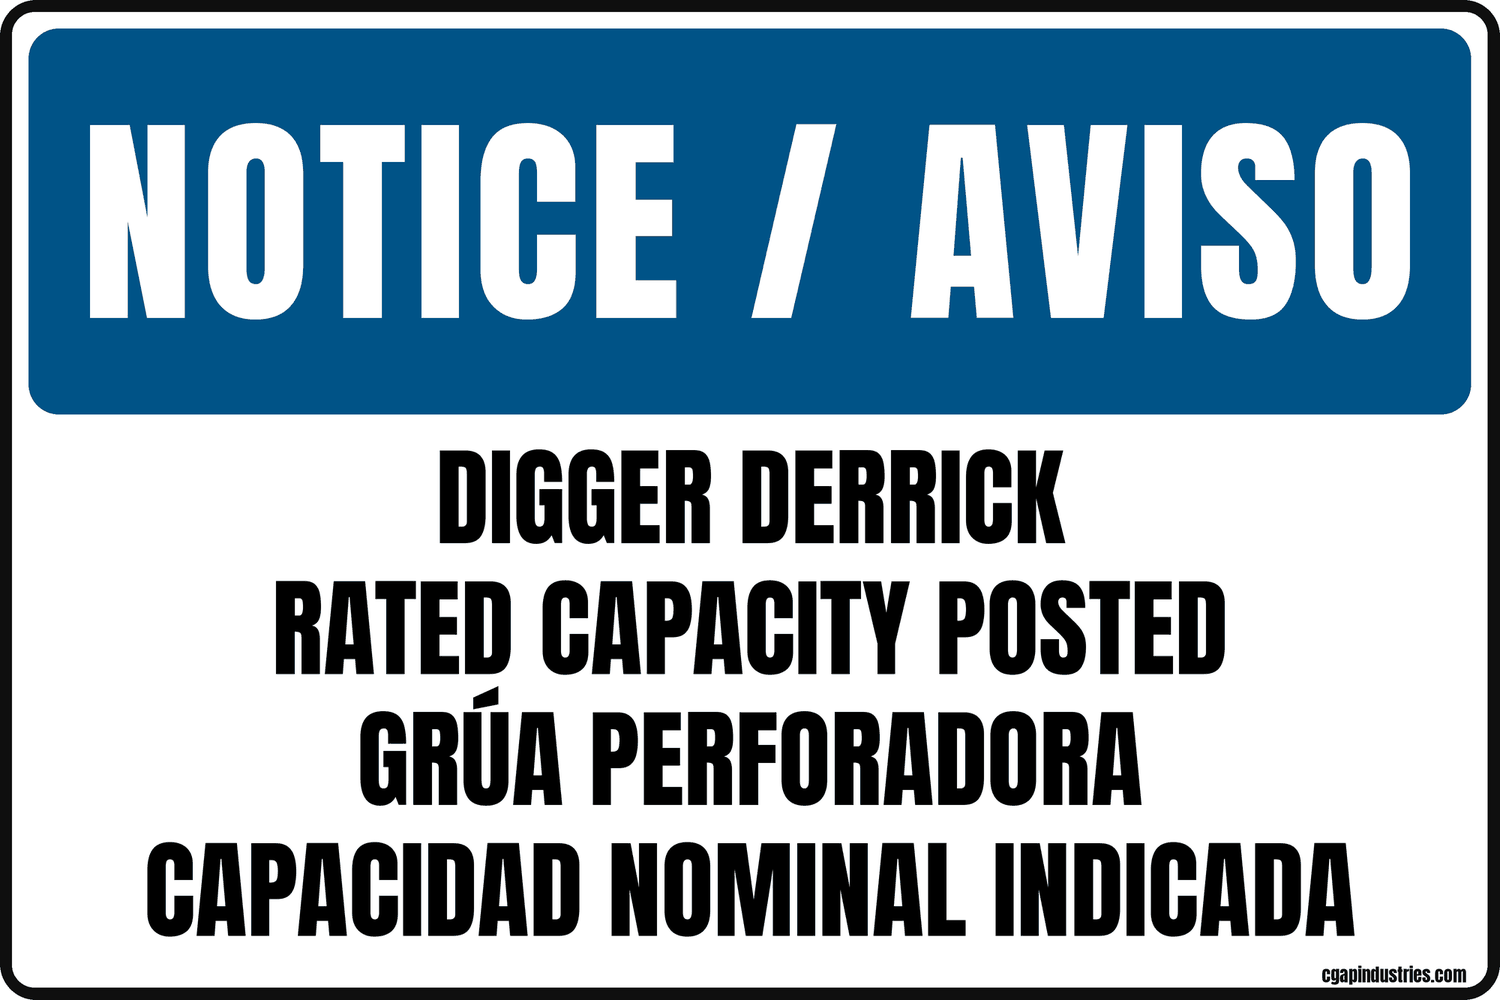 NOTICE / AVISO
DIGGER DERRICK
RATED CAPACITY POSTED
GRÚA PERFORADORA
CAPACIDAD NOMINAL INDICADA
cgapindustries.com